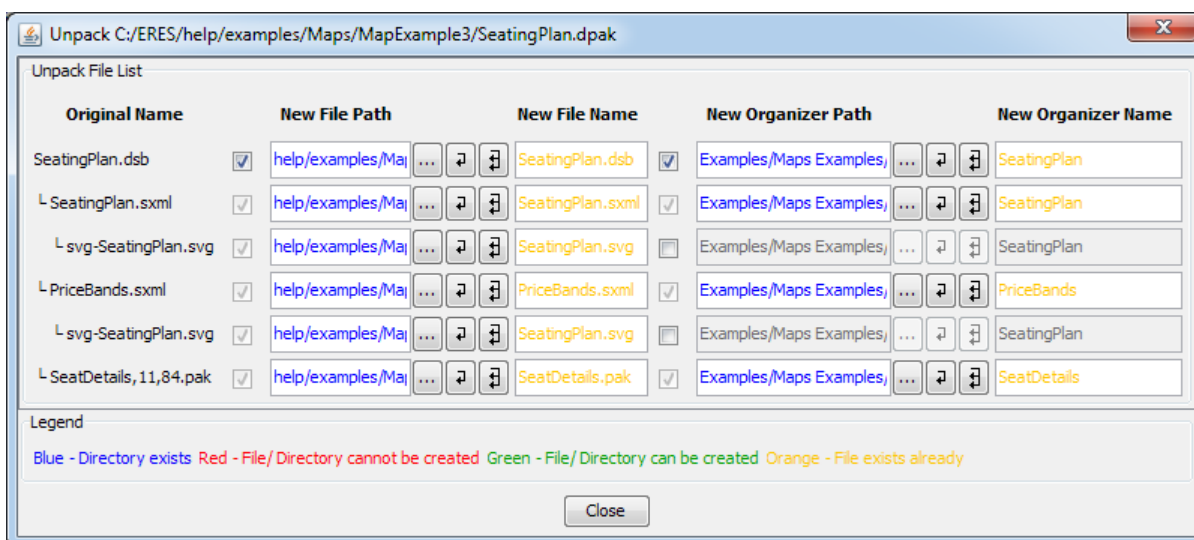 Unpack C:/ERES/help/examples/Maps/MapExample3/SeatingPlan.dpak
Unpack File List
Original Name New File Path New File Name New Organizer Path New Organizer Name
SeatingPlan.dsb help/examples/Ma ... SeatingPlan.dsb Examples/Maps Examples/ ... SeatingPlan
SeatingPlan.sxml help/examples/Ma ... SeatingPlan.sxml Examples/Maps Examples/ ... SeatingPlan
svg-SeatingPlan.svg help/examples/Ma ... SeatingPlan.svg Examples/Maps Examples/ ... SeatingPlan
PriceBands.sxml help/examples/Ma ... PriceBands.sxml Examples/Maps Examples/ ... PriceBands
svg-SeatingPlan.svg help/examples/Ma ... SeatingPlan.svg Examples/Maps Examples/ ... SeatingPlan
SeatDetails,11,84.pak help/examples/Ma ... SeatDetails.pak Examples/Maps Examples/ ... SeatDetails
Legend
Blue - Directory exists Red - File/ Directory cannot be created Green - File/ Directory can be created Orange - File exists already
Close